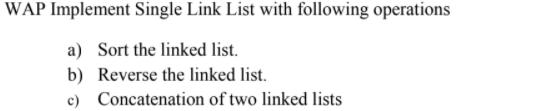 WAP Implement Single Link List with following operations
a) Sort the linked list.
b) Reverse the linked list.
c) Concatenation of two linked lists